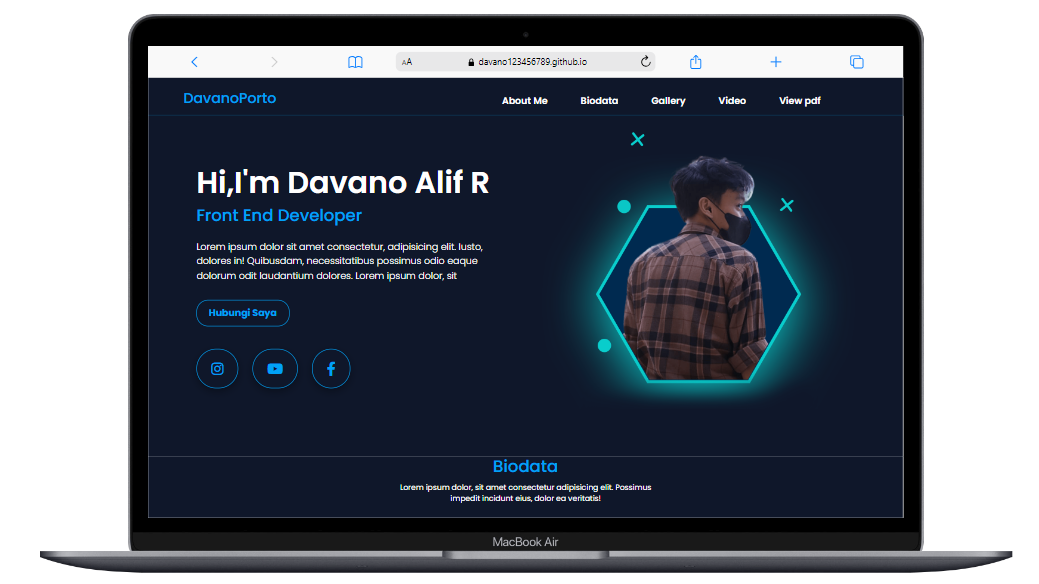 AA davano123456789.github.io
DavanoPorto
About Me Biodata Gallery Video View pdf
Hi,I'm Davano Alif R
Front End Developer
Lorem ipsum dolor sit amet consectetur, adipisicing elit. Iusto,
dolores in! Quibusdam, necessitatibus possimus odio eaque
dolorum odit laudantium dolores. Lorem ipsum dolor, sit
Hubungi Saya
Biodata
Lorem ipsum dolor, sit amet consectetur adipisicing elit. Possimus
impedit incidunt eius, dolor ea veritatis!
MacBook Air